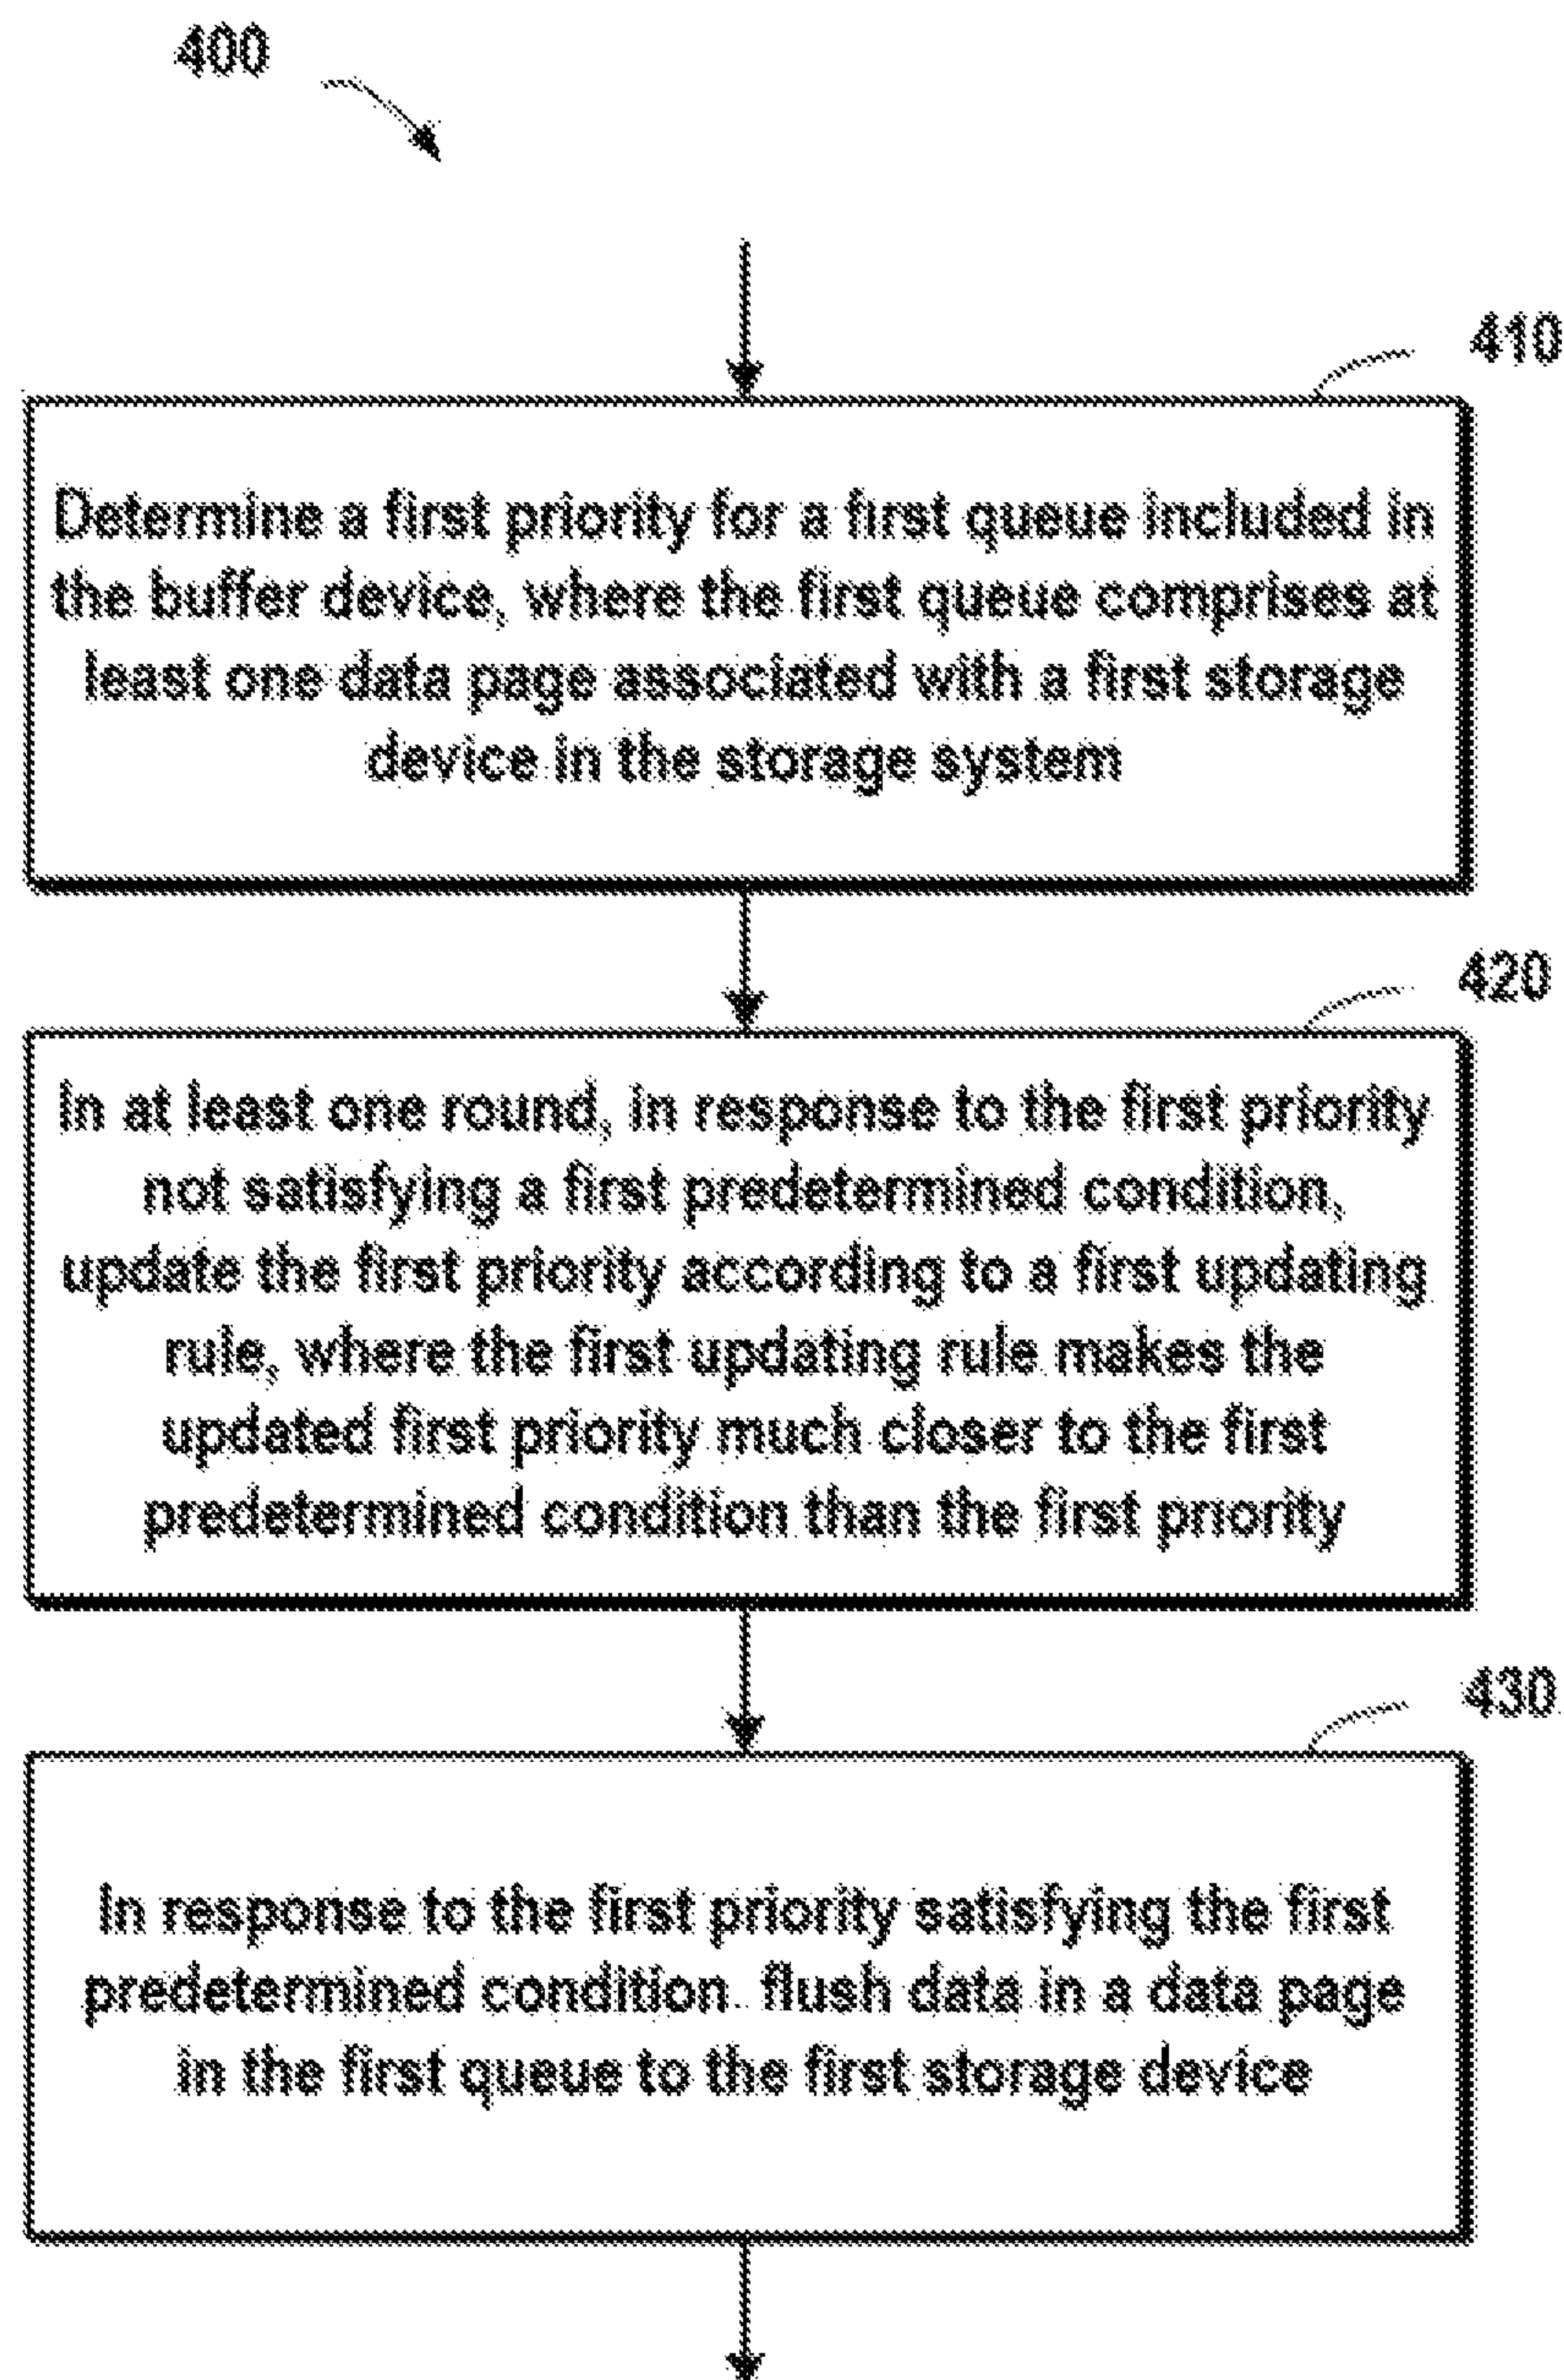 400
410
Determine a first priority for a first queue included in
the buffer device, where the first queue comprises at
least one data page associated with a first storage
device in the storage system
420
In at least one round, in response to the first priority
not satisfying a first predetermined condition,
update the first priority according to a first updating
rule, where the first updating rule makes the
updated first priority much closer to the first
predetermined condition than the first priority
430
In response to the first priority satisfying the first
predetermined condition. flush data in a data page
in the first queue to the first storage device